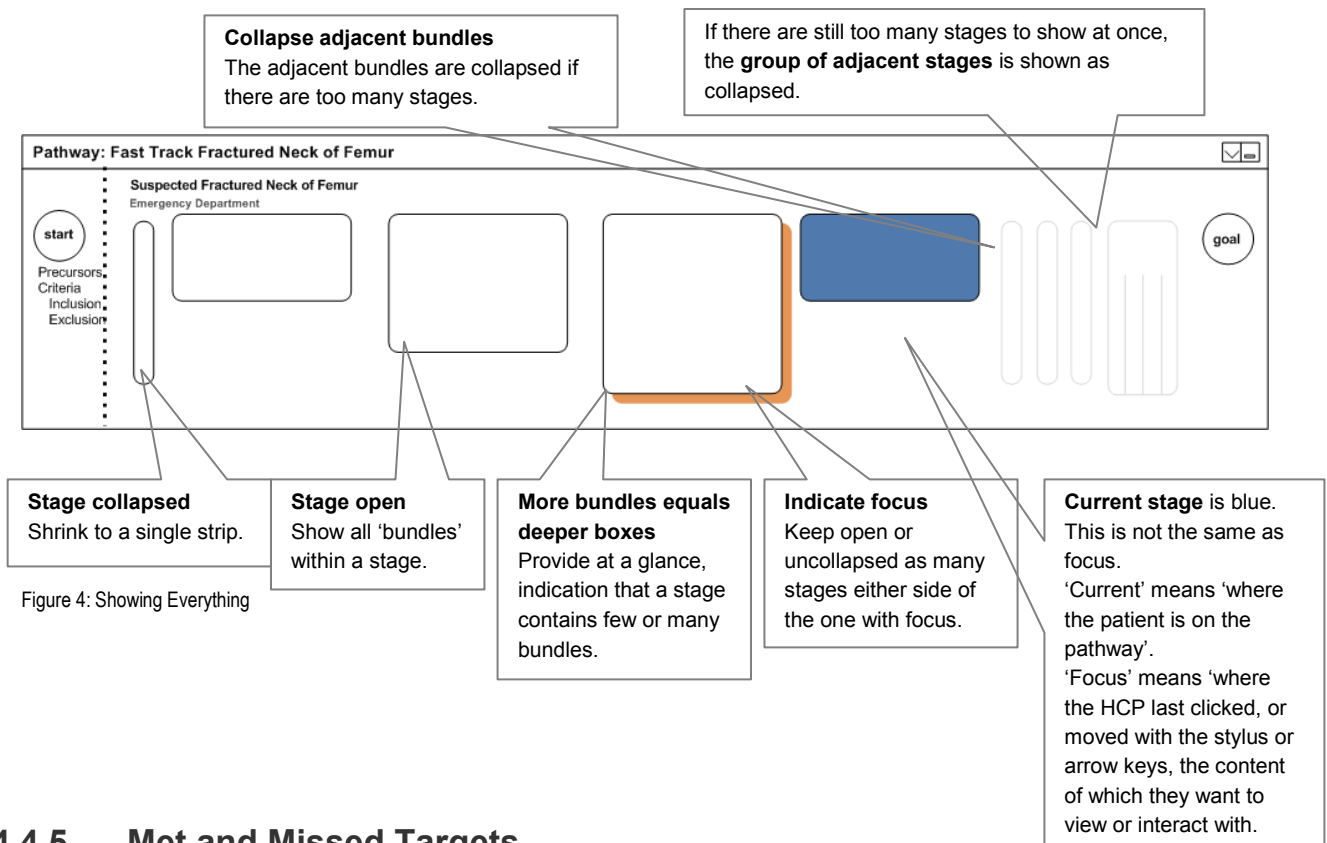 Collapse adjacent bundles
The adjacent bundles are collapsed if
there are too many stages.
If there are still too many stages to show at once,
the group of adjacent stages is shown as
collapsed.
Pathway: Fast Track Fractured Neck of Femur
Suspected Fractured Neck of Femur
Emergency Department
start
Precursors
Criteria
Inclusion
Exclusion
goal
Stage collapsed
Shrink to a single strip.
Stage open
Show all ‘bundles’
within a stage.
More bundles equals
deeper boxes
Provide at a glance,
indication that a stage
contains few or many
bundles.
Indicate focus
Keep open or
uncollapsed as many
stages either side of
the one with focus.
Current stage is blue.
This is not the same as
focus.
‘Current’ means ‘where
the patient is on the
pathway’.
‘Focus’ means ‘where
the HCP last clicked, or
moved with the stylus or
arrow keys, the content
of which they want to
view or interact with.
Figure 4: Showing Everything
4.4.5 Met and Missed Targets